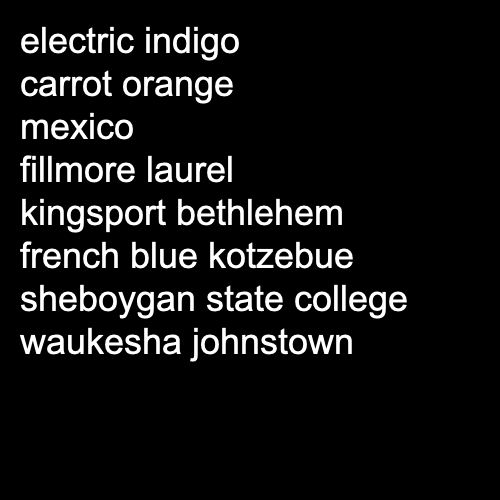 electric indigo
carrot orange
mexico
fillmore laurel
kingsport bethlehem
french blue kotzebue
sheboygan state college
waukesha johnstown